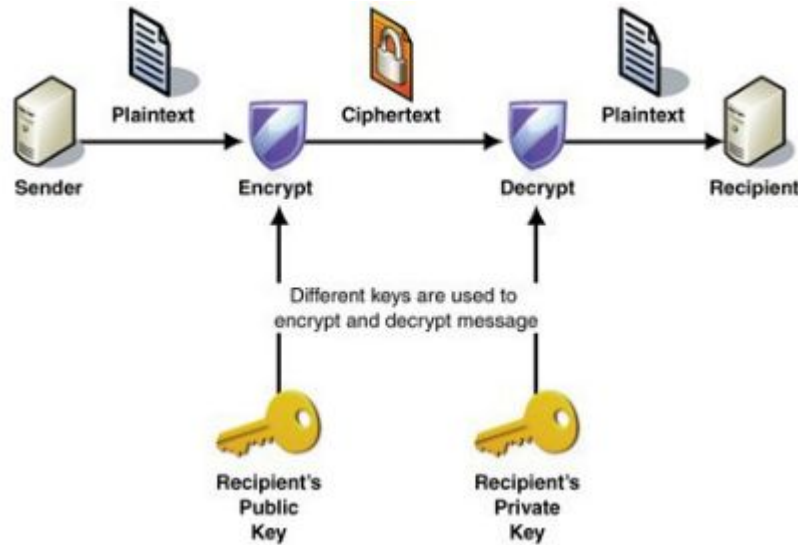 Plaintext
Ciphertext
Plaintext
Sender
Encrypt
Decrypt
Recipient
Different keys are used to
encrypt and decrypt message
Recipient's
Public
Key
Recipient's
Private
Key